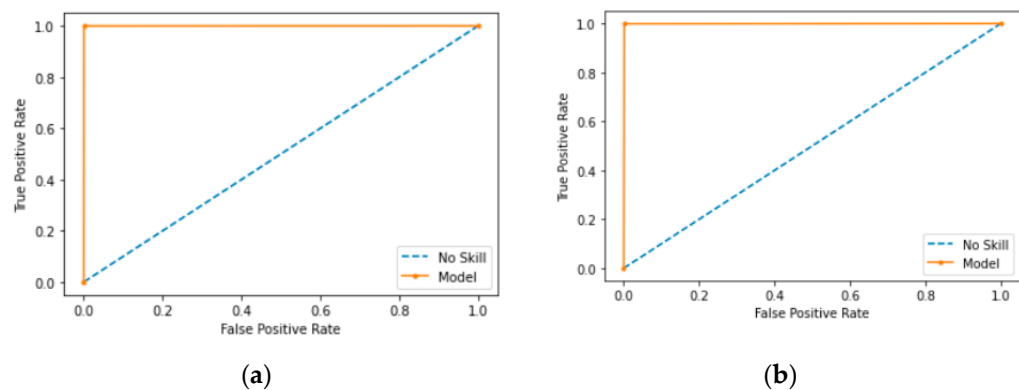 1.0
0.8
0.6
0.4
0.2
0.0
True Positive Rate
No Skill
Model
0.0 0.2 0.4 0.6 0.8 1.0
False Positive Rate
(a)
1.0
0.8
0.6
0.4
0.2
0.0
True Positive Rate
No Skill
Model
0.0 0.2 0.4 0.6 0.8 1.0
False Positive Rate
(b)